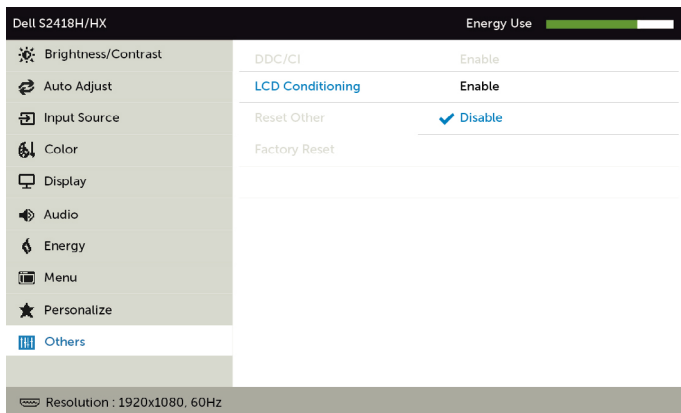 Dell S2418H/HX Energy Use
Brightness/Contrast DDC/CI Enable
Auto Adjust LCD Conditioning Enable
Input Source Reset Other Disable
Color Factory Reset
Display
Audio
Energy
Menu
Personalize
Others
Resolution : 1920x1080, 60Hz